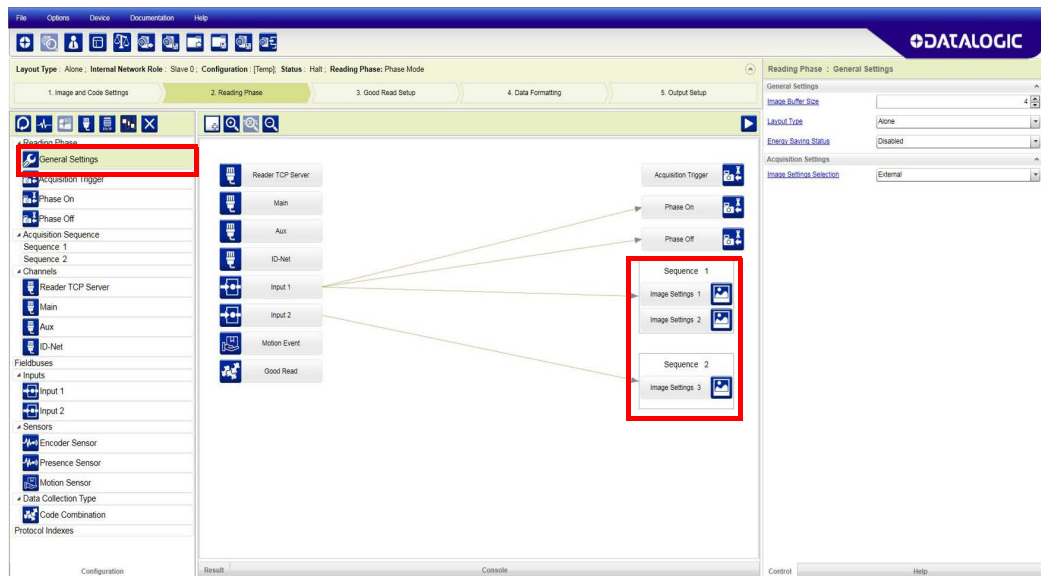 File Options Device Documentation Help
DATALOGIC
Layout Type : Alone ; Internal Network Role : Slave 0 ; Configuration : [Temp]; Status : Halt ; Reading Phase: Phase Mode
1. Image and Code Settings
2. Reading Phase
3. Good Read Setup
4. Data Formatting
5. Output Setup
Reading Phase
General Settings
Acquisition Trigger
Phase On
Phase Off
Acquisition Sequence
Sequence 1
Sequence 2
Channels
Reader TCP Server
Main
Aux
ID-Net
Fieldbuses
Inputs
Input 1
Input 2
Sensors
Encoder Sensor
Presence Sensor
Motion Sensor
Data Collection Type
Code Combination
Protocol Indexes
Configuration
Reader TCP Server
Main
Aux
ID-Net
Input 1
Input 2
Motion Event
Good Read
Acquisition Trigger
Phase On
Phase Off
Sequence 1
Image Settings 1
Image Settings 2
Sequence 2
Image Settings 3
Result
Console
Reading Phase : General Settings
General Settings
Image Buffer Size 4
Layout Type Alone
Energy Saving Status Disabled
Acquisition Settings
Image Settings Selection External
Control
Help